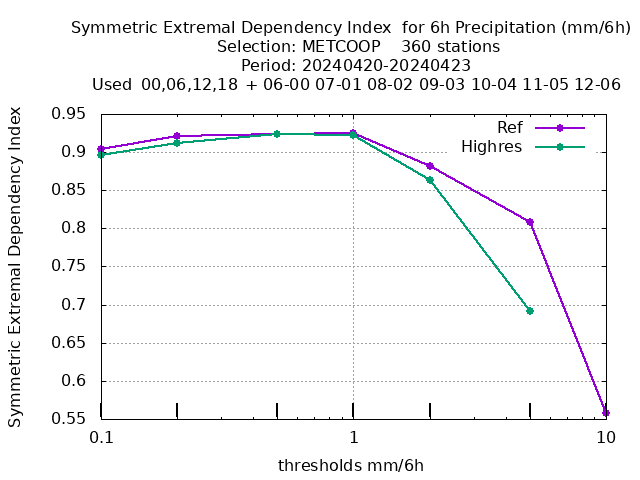 Symmetric Extremal Dependency Index  for 6h Precipitation (mm/6h)
Selection: METCOOP    360 stations
Period: 20240420-20240423
Used  00,06,12,18  + 06-00 07-01 08-02 09-03 10-04 11-05 12-06
Symmetric Extremal Dependency Index
0.95
0.9
0.85
0.8
0.75
0.7
0.65
0.6
0.55
Ref
Highres
0.1
1
10
thresholds mm/6h